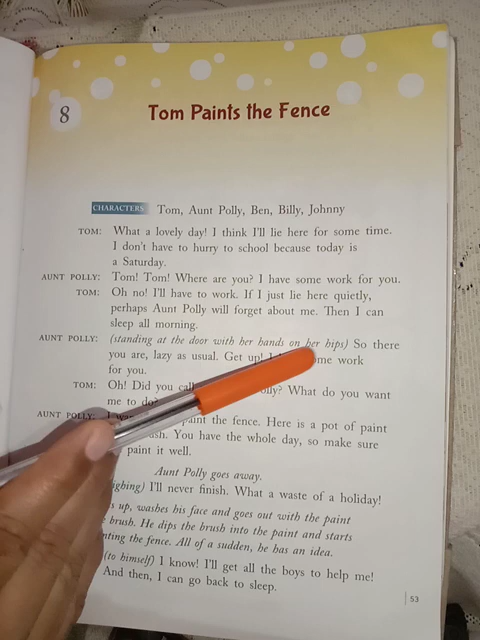 8
Tom Paints the Fence
CHARACTERS Tom, Aunt Polly, Ben, Billy, Johnny
TOM: What a lovely day! I think I'll lie here for some time.
I don't have to hurry to school because today is
a Saturday.
AUNT POLLY: Tom! Tom! Where are you? I have some work for you.
TOM: Oh no! I'll have to work. If I just lie here quietly,
perhaps Aunt Polly will forget about me. Then I can
sleep all morning.
AUNT POLLY: (standing at the door with her hands on her hips) So there
you are, lazy as usual. Get up! work
for you.
TOM: Oh! Did you What do you want
me to do?
AUNT POLLY: the fence. Here is a pot of paint
You have the whole day, so make sure
paint it well.
Aunt Polly goes away.
I'll never finish. What a waste of a holiday!
up, washes his face and goes out with the paint
brush. He dips the brush into the paint and starts
the fence. All of a sudden, he has an idea.
(to himself) I know! I'll get all the boys to help me!
And then, I can go back to sleep.
53